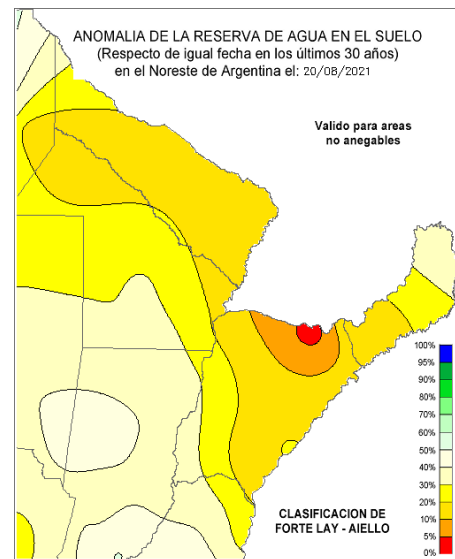 ANOMALIA DE LA RESERVA DE AGUA EN EL SUELO
(Respecto de igual fecha en los últimos 30 años)
en el Noreste de Argentina el: 20/08/2021
Valido para areas
no anegables
100%
95%
90%
80%
70%
60%
50%
40%
30%
20%
10%
5%
0%
CLASIFICACION DE
FORTE LAY - AIELLO